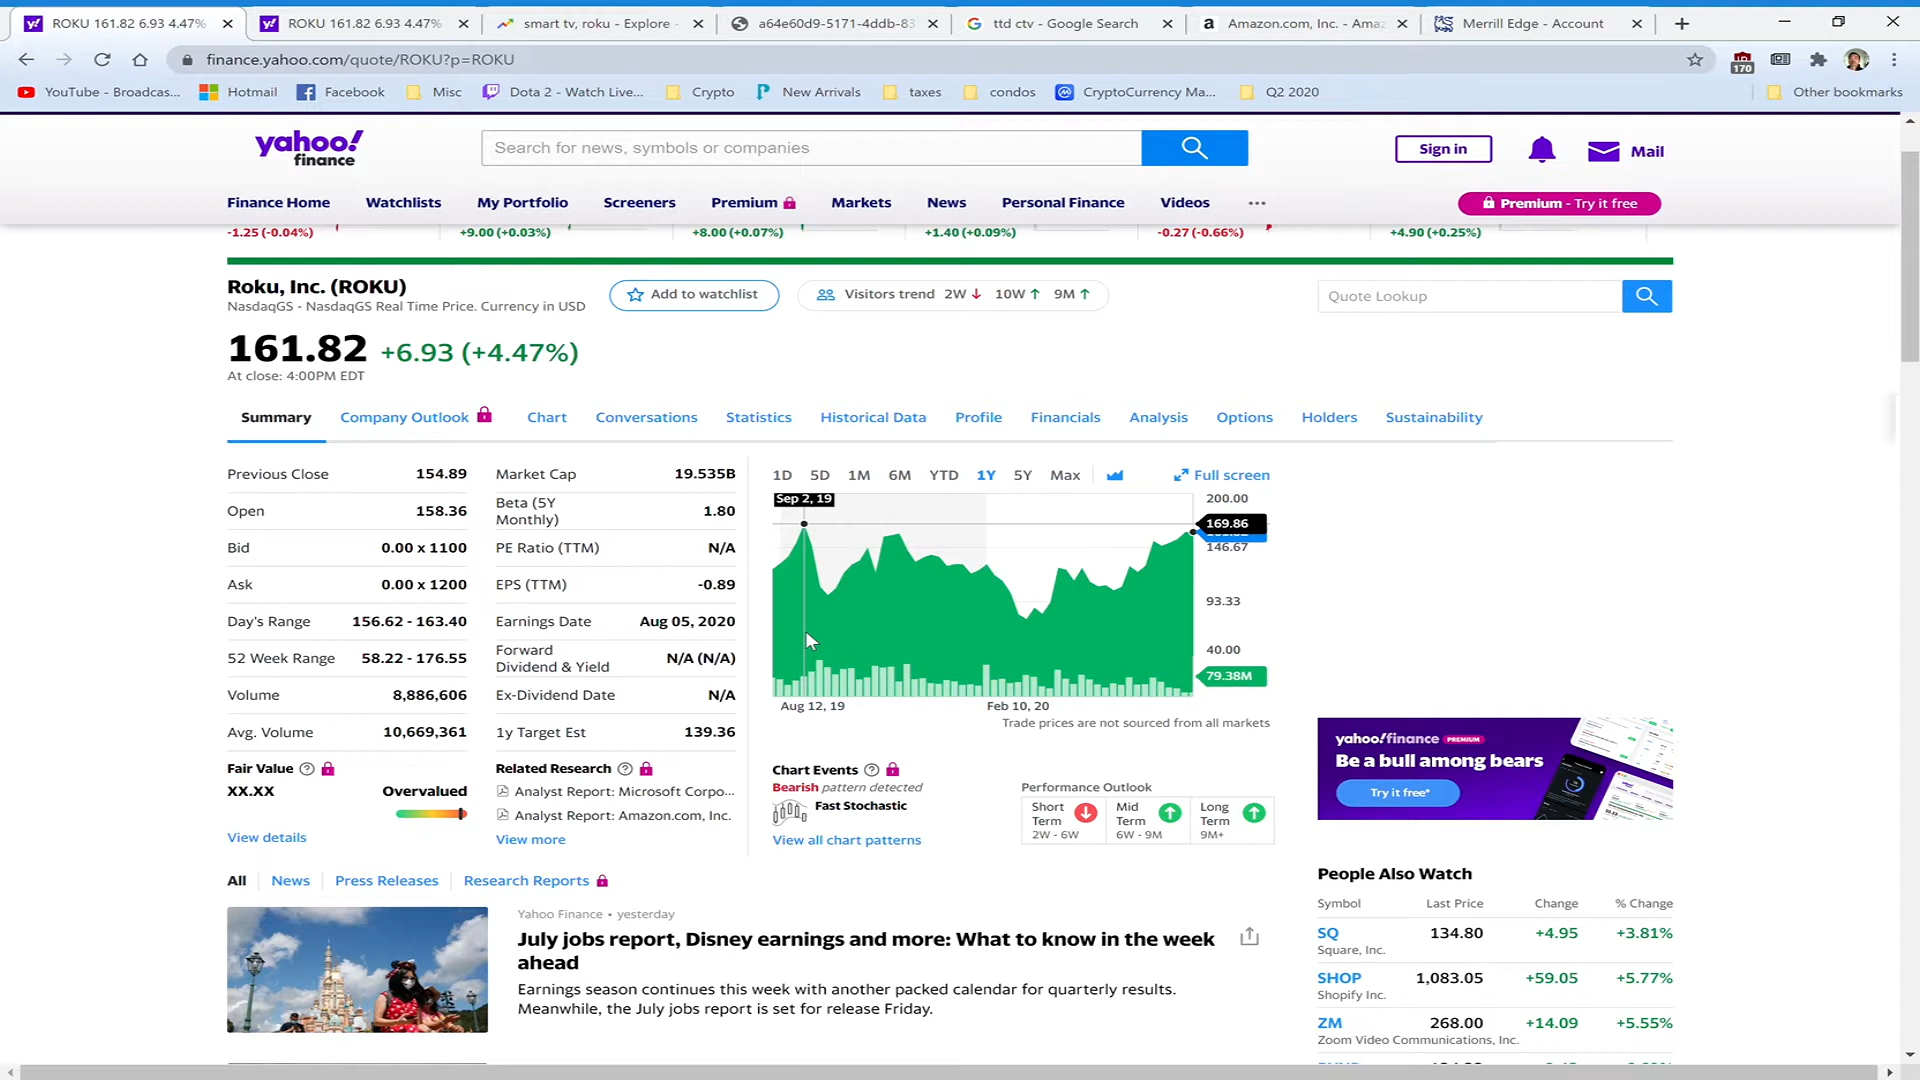 ROKU 161.82 6.93 4.47%
ROKU 161.82 6.93 4.47%
smart tv, roku - Explore -
a64e60d9-5171-4ddb-83
ttd ctv - Google Search
Amazon.com, Inc. - Amaz
Merrill Edge - Account
finance.yahoo.com/quote/ROKU?p=ROKU
170
YouTube - Broadcas...
Hotmail
Facebook
Misc
Dota 2 - Watch Live...
Crypto
New Arrivals
taxes
condos
CryptoCurrency Ma...
Q2 2020
Other bookmarks
yahoo!
finance
Search for news, symbols or companies
Sign in
Mail
Finance Home
Watchlists
My Portfolio
Screeners
Premium
Markets
News
Personal Finance
Videos
...
Premium - Try it free
-1.25 (-0.04%)
+9.00 (+0.03%)
+8.00 (+0.07%)
+1.40 (+0.09%)
-0.27 (-0.66%)
+4.90 (+0.25%)
Roku, Inc. (ROKU)
NasdaqGS - NasdaqGS Real Time Price. Currency in USD
Add to watchlist
Visitors trend 2W ↓ 10W ↑ 9M ↑
Quote Lookup
161.82 +6.93 (+4.47%)
At close: 4:00PM EDT
Summary
Company Outlook
Chart
Conversations
Statistics
Historical Data
Profile
Financials
Analysis
Options
Holders
Sustainability
Previous Close 154.89
Open 158.36
Bid 0.00 x 1100
Ask 0.00 x 1200
Day's Range 156.62 - 163.40
52 Week Range 58.22 - 176.55
Volume 8,886,606
Avg. Volume 10,669,361
Market Cap 19.535B
Beta (5Y
Monthly) 1.80
PE Ratio (TTM) N/A
EPS (TTM) -0.89
Earnings Date Aug 05, 2020
Forward
Dividend & Yield N/A (N/A)
Ex-Dividend Date N/A
1y Target Est 139.36
1D 5D 1M 6M YTD 1Y 5Y Max
Full screen
Sep 2, 19
200.00
169.86
146.67
93.33
40.00
79.38M
Aug 12, 19
Feb 10, 20
Trade prices are not sourced from all markets
Fair Value
XX.XX
Overvalued
View details
Related Research
Analyst Report: Microsoft Corpo...
Analyst Report: Amazon.com, Inc.
View more
Chart Events
Bearish pattern detected
Fast Stochastic
View all chart patterns
Performance Outlook
Short
Term
2W - 6W
Mid
Term
6W - 9M
Long
Term
9M+
yahoo!finance PREMIUM
Be a bull among bears
Try it free*
All
News
Press Releases
Research Reports
Yahoo Finance • yesterday
July jobs report, Disney earnings and more: What to know in the week
ahead
Earnings season continues this week with another packed calendar for quarterly results.
Meanwhile, the July jobs report is set for release Friday.
People Also Watch
Symbol Last Price Change % Change
SQ 134.80 +4.95 +3.81%
Square, Inc.
SHOP 1,083.05 +59.05 +5.77%
Shopify Inc.
ZM 268.00 +14.09 +5.55%
Zoom Video Communications, Inc.